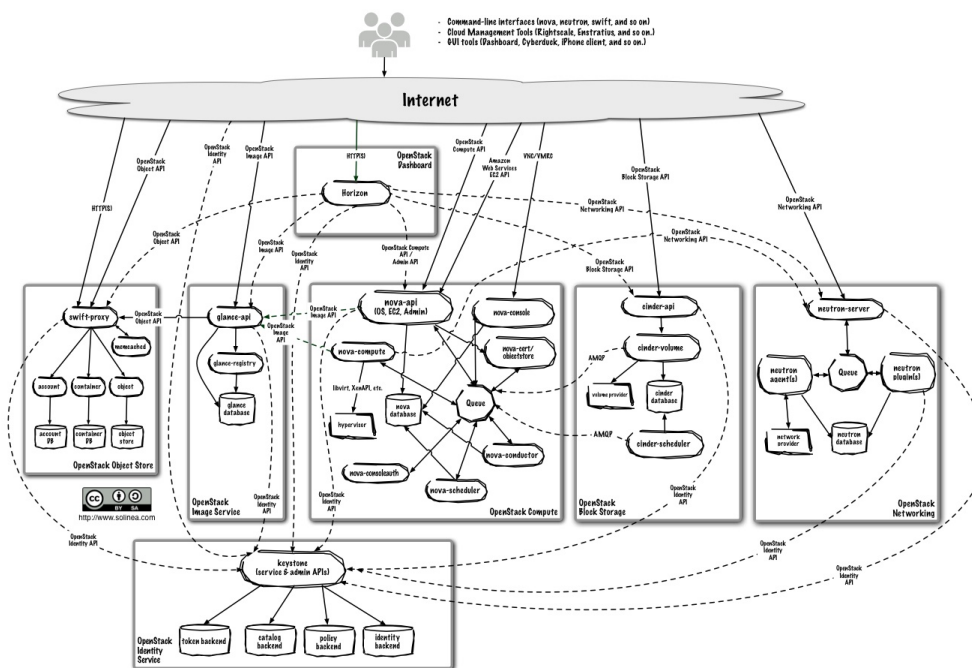 - Command-line interfaces (nova, neutron, swift, and so on)
- Cloud Management Tools (Rightscale, Enstratius, and so on.)
- GUI tools (Dashboard, Cyberduck, iPhone client, and so on.)
Internet
HTTP(S)
OpenStack
Object API
OpenStack
Identity
API
OpenStack
Image API
HTTP(S)
OpenStack
Dashboard
Horizon
OpenStack
Compute API
Amazon
Web Services
EC2 API
VNC/VMRC
OpenStack
Block Storage API
OpenStack
Networking API
OpenStack
Networking API
OpenStack
Object API
OpenStack
Image API
OpenStack
Identity
API
OpenStack Compute
API /
Admin API
OpenStack
Block Storage API
OpenStack
Networking API
swift-proxy
memcached
account
container
object
account
DB
container
DB
object
store
OpenStack Object Store
OpenStack
Object API
glance-api
glance-registry
glance
database
OpenStack
Image Service
OpenStack
Image API
OpenStack
Image API
nova-api
(OS, EC2, Admin)
nova-console
nova-cert/
objectstore
nova-compute
libvirt, XenAPI, etc.
hypervisor
nova
database
Queue
nova-conductor
nova-consoleauth
nova-scheduler
OpenStack Compute
AMQP
AMQP
cinder-api
cinder-volume
volume provider
cinder
database
cinder-scheduler
OpenStack
Block Storage
neutron-server
neutron
agent(s)
Queue
neutron
plugin(s)
network
provider
neutron
database
OpenStack
Networking
CC
BY SA
http://www.solinea.com
OpenStack
Identity
API
OpenStack
Identity
API
OpenStack
Identity
API
OpenStack
Identity
API
OpenStack
Identity
API
OpenStack
Identity
API
keystone
(service & admin APIs)
token backend
catalog
backend
policy
backend
identity
backend
OpenStack
Identity
Service